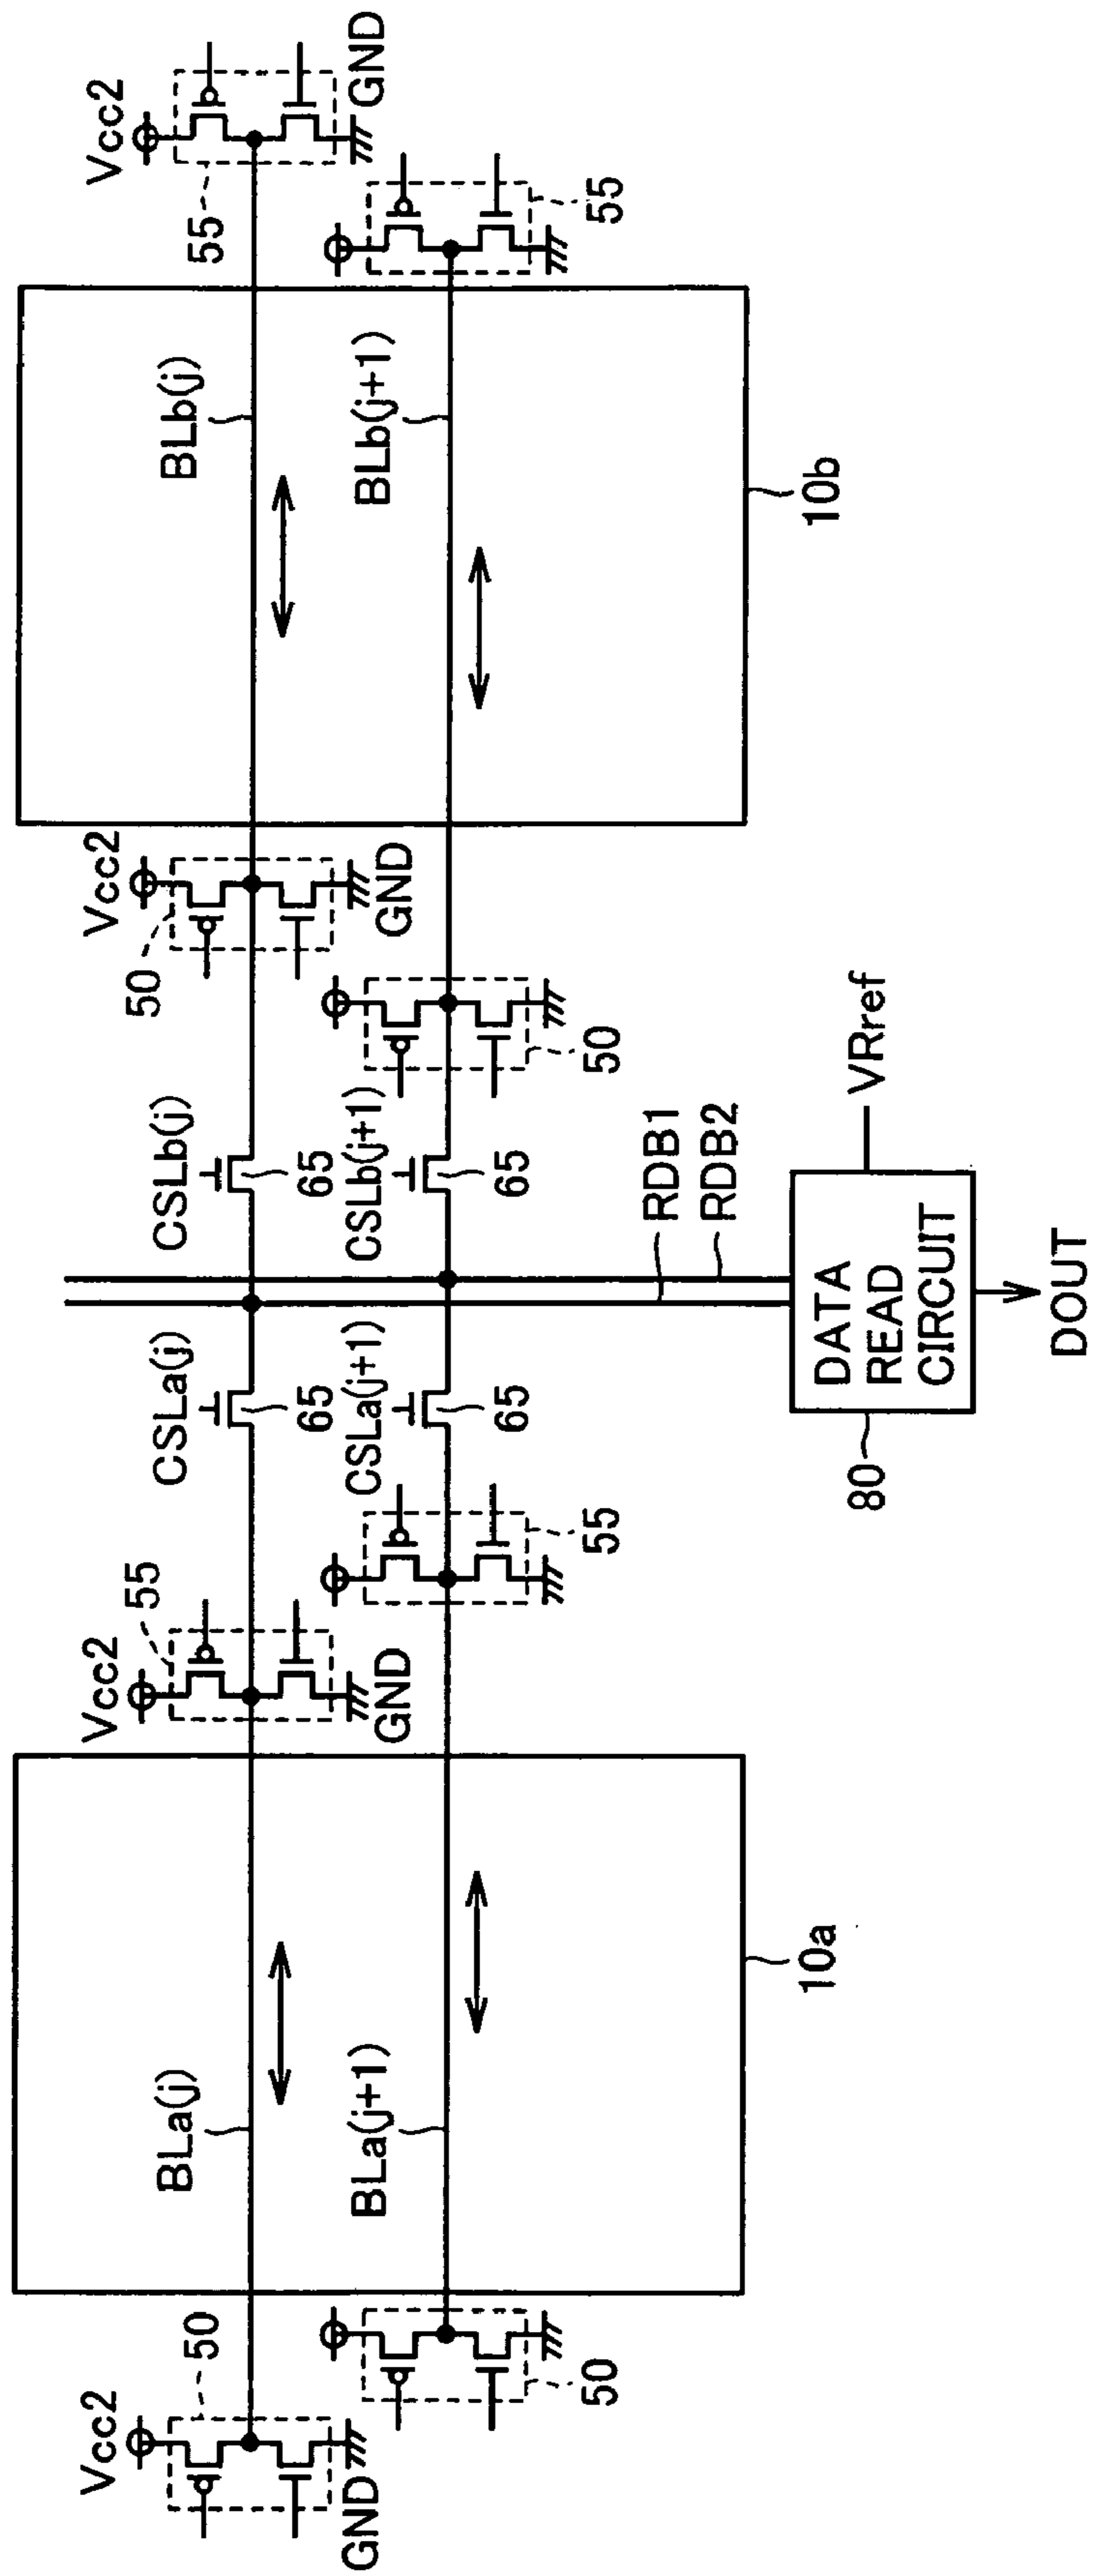 Vcc2
50
GND
50
BLa(j)
BLa(j+1)
10a
Vcc2
55
GND
55
CSLa(j)
65
CSLa(j+1)
65
CSLb(j)
65
CSLb(j+1)
65
RDB1
RDB2
80
DATA
READ
CIRCUIT
VRref
DOUT
50
Vcc2
GND
50
BLb(j)
BLb(j+1)
10b
Vcc2
55
GND
55